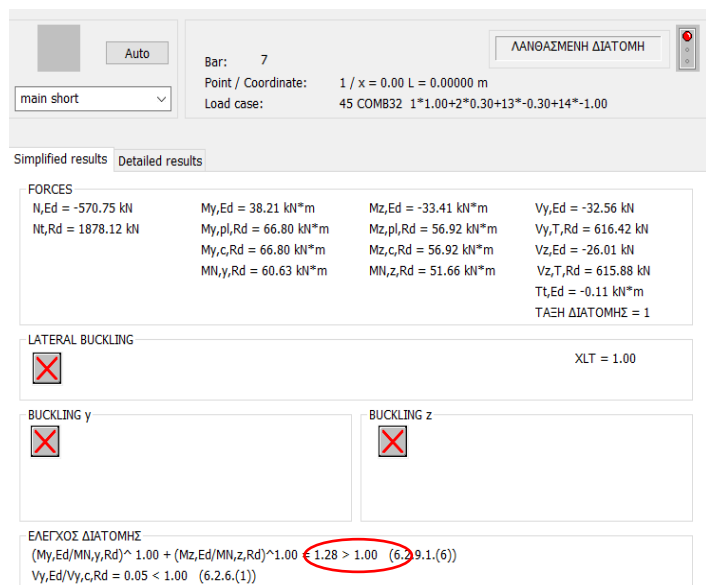 Auto
main short
Bar: 7
ΛΑΝΘΑΣΜΕΝΗ ΔΙΑΤΟΜΗ
Point / Coordinate: 1 / x = 0.00 L = 0.00000 m
Load case: 45 COMB32 1*1.00+2*0.30+13*-0.30+14*-1.00
Simplified results Detailed results
FORCES
N,Ed = -570.75 kN My,Ed = 38.21 kN*m Mz,Ed = -33.41 kN*m Vy,Ed = -32.56 kN
Nt,Rd = 1878.12 kN My,pl,Rd = 66.80 kN*m Mz,pl,Rd = 56.92 kN*m Vy,T,Rd = 616.42 kN
My,c,Rd = 66.80 kN*m Mz,c,Rd = 56.92 kN*m Vz,Ed = -26.01 kN
MN,y,Rd = 60.63 kN*m MN,z,Rd = 51.66 kN*m Vz,T,Rd = 615.88 kN
Tt,Ed = -0.11 kN*m
ΤΑΞΗ ΔΙΑΤΟΜΗΣ = 1
LATERAL BUCKLING
XLT = 1.00
BUCKLING y BUCKLING z
ΕΛΕΓΧΟΣ ΔΙΑΤΟΜΗΣ
(My,Ed/MN,y,Rd)^ 1.00 + (Mz,Ed/MN,z,Rd)^1.00 = 1.28 > 1.00 (6.2.9.1.(6))
Vy,Ed/Vy,c,Rd = 0.05 < 1.00 (6.2.6.(1))